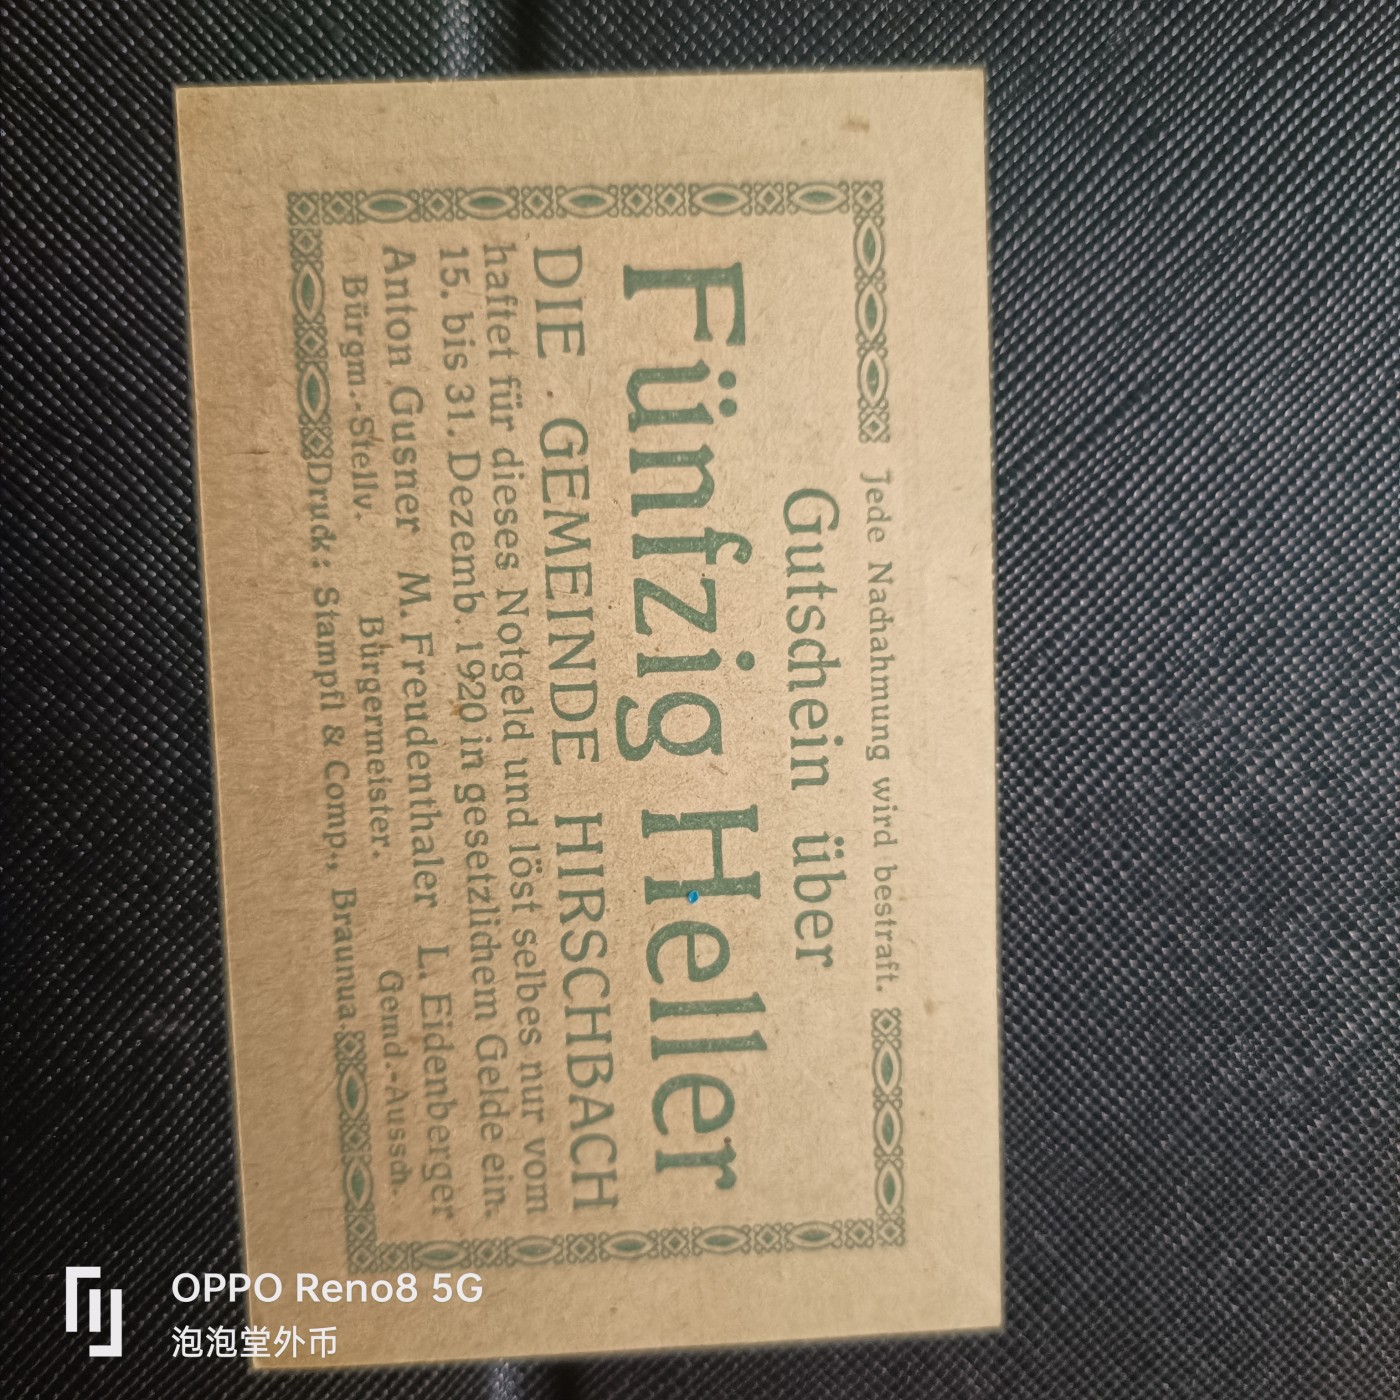 Jede Nachahmung wird bestraft.
Gutschein über
Fünfzig Heller
DIE . GEMEINDE HIRSCHBACH
haftet für dieses Notgeld und löst selbes nur vom
15. bis 31. Dezemb. 1920 in gesetzlichem Gelde ein.
Anton Gusner M. Freudenthaler L. Eidenberger
Bürgm.-Stellv. Bürgermeister. Gemd.-Aussch.
Druck: Stampfl & Comp., Braunua.
OPPO Reno8 5G
泡泡堂外币